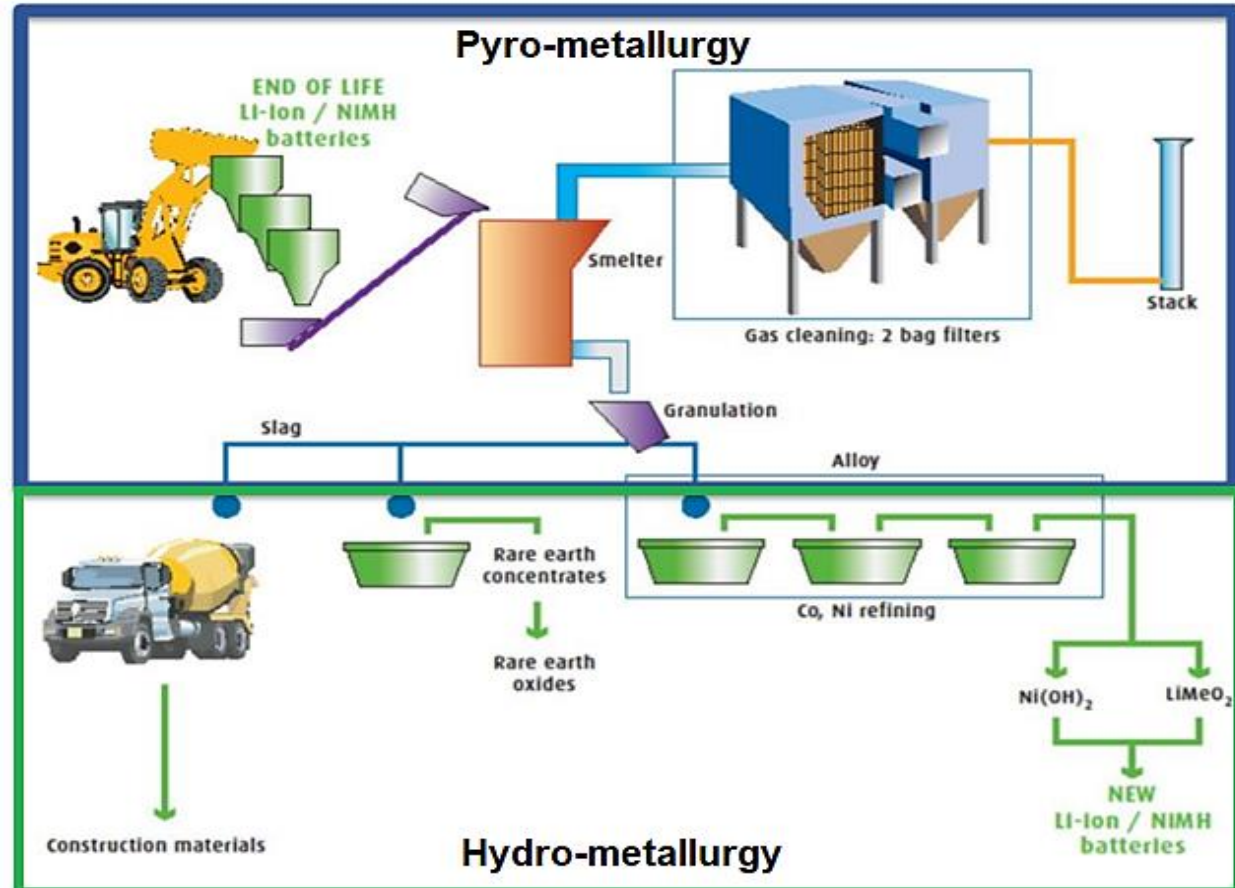 Pyro-metallurgy
END OF LIFE
LI-Ion / NIMH
batteries
Smelter
Stack
Gas cleaning: 2 bag filters
Granulation
Slag
Alloy
Rare earth
concentrates
Co, Ni refining
Rare earth
oxides
Ni(OH)₂
LiMeO₂
Construction materials
NEW
LI-Ion / NIMH
batteries
Hydro-metallurgy